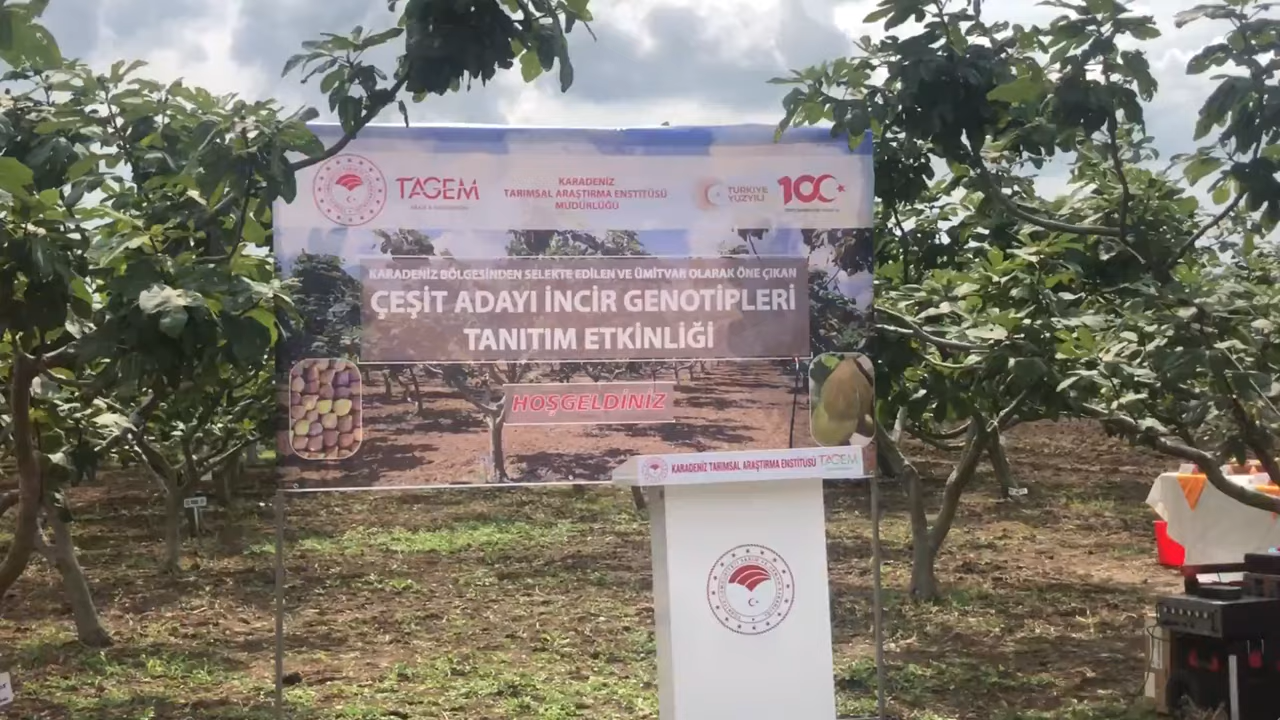 TAGEM
KARADENİZ
TARIMSAL ARAŞTIRMA ENSTİTÜSÜ
MÜDÜRLÜĞÜ
TÜRKİYE
YÜZYILI
100
KARADENİZ BÖLGESİNDEN SELEKTE EDİLEN VE ÜMİTVAR OLARAK ÖNE ÇIKAN
ÇEŞİT ADAYI İNCİR GENOTİPLERİ
TANITIM ETKİNLİĞİ
HOŞGELDİNİZ
KARADENİZ TARIMSAL ARAŞTIRMA ENSTİTÜSÜ TAGEM